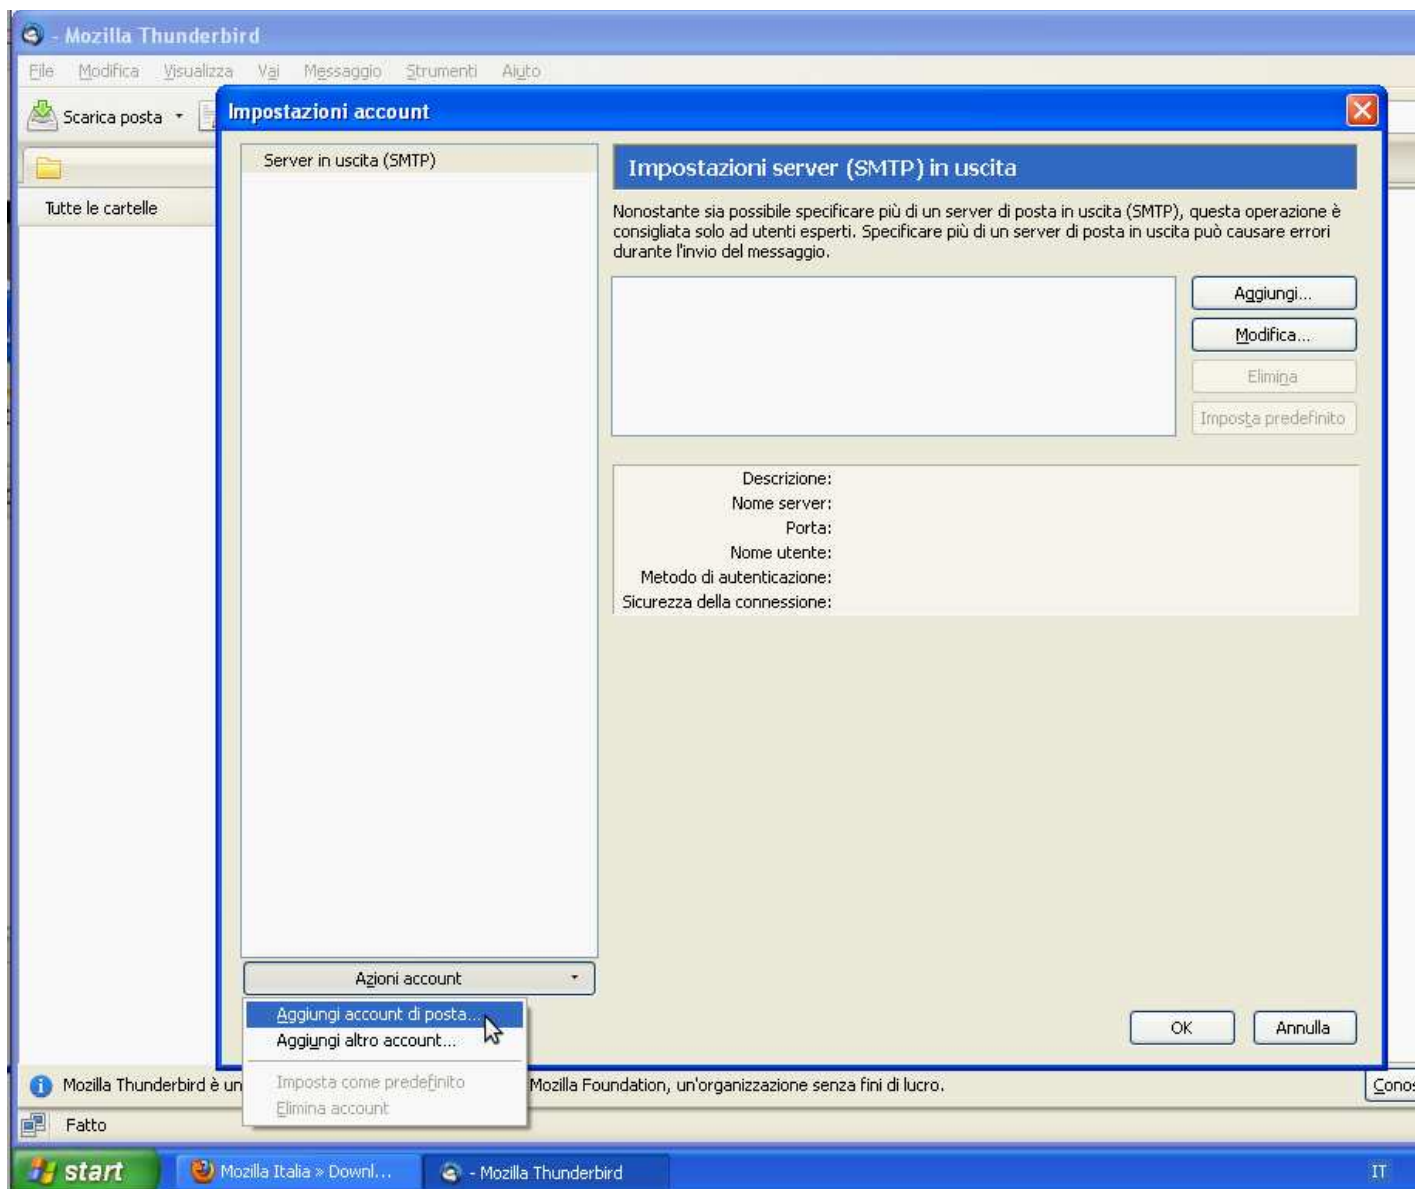 - Mozilla Thunderbird
File Modifica Visualizza Vai Messaggio Strumenti Aiuto
Scarica posta
Impostazioni account
Tutte le cartelle
Server in uscita (SMTP)
Impostazioni server (SMTP) in uscita
Nonostante sia possibile specificare più di un server di posta in uscita (SMTP), questa operazione è
consigliata solo ad utenti esperti. Specificare più di un server di posta in uscita può causare errori
durante l'invio del messaggio.
Aggiungi...
Modifica...
Elimina
Imposta predefinito
Descrizione:
Nome server:
Porta:
Nome utente:
Metodo di autenticazione:
Sicurezza della connessione:
Azioni account
Aggiungi account di posta...
Aggiungi altro account...
Imposta come predefinito
Elimina account
OK Annulla
Mozilla Thunderbird è un Mozilla Foundation, un'organizzazione senza fini di lucro.
Conos
Fatto
start Mozilla Italia » Downl... - Mozilla Thunderbird IT